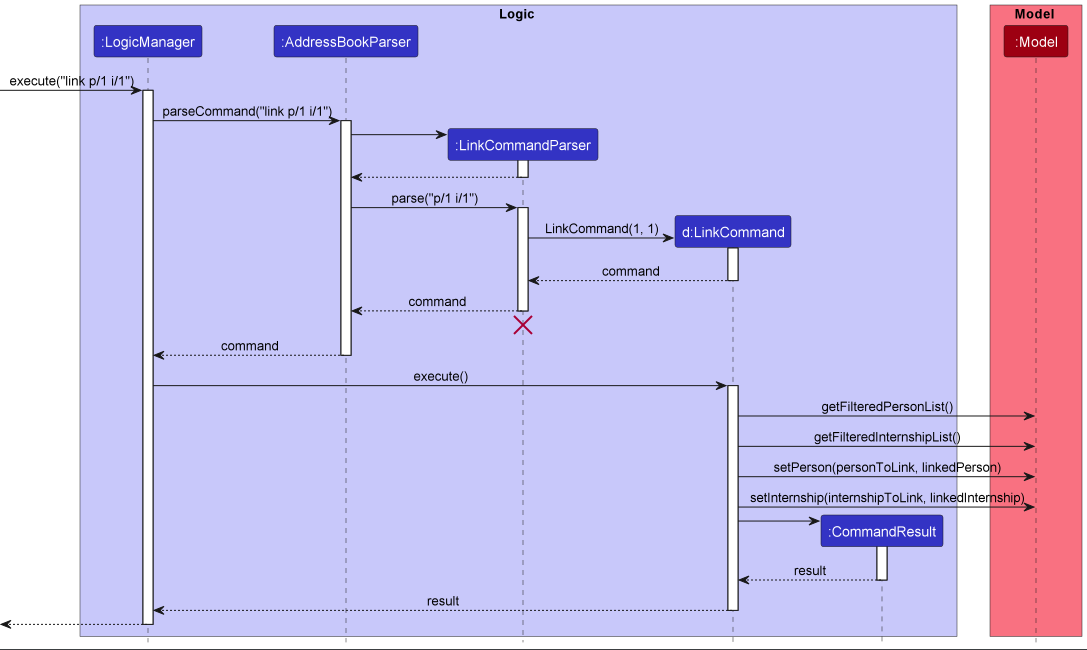 Logic
Model
:LogicManager
:AddressBookParser
:Model
execute("link p/1 i/1")
parseCommand("link p/1 i/1")
:LinkCommandParser
parse("p/1 i/1")
LinkCommand(1, 1)
d:LinkCommand
command
command
command
execute()
getFilteredPersonList()
getFilteredInternshipList()
setPerson(personToLink, linkedPerson)
setInternship(internshipToLink, linkedInternship)
:CommandResult
result
result